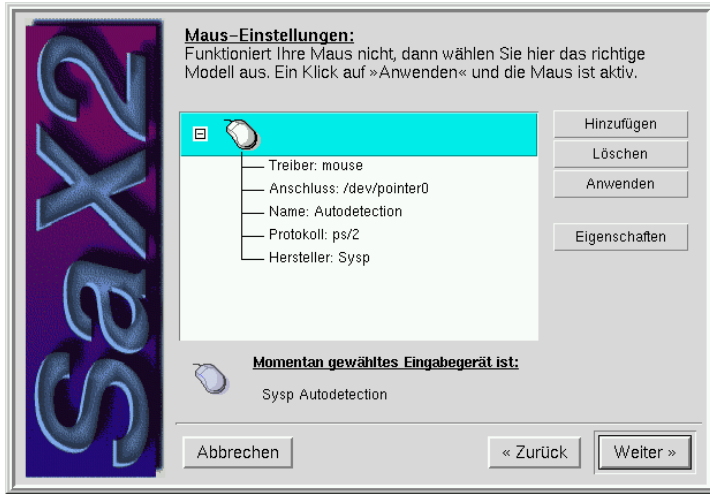 SaX2
Maus-Einstellungen:
Funktioniert Ihre Maus nicht, dann wählen Sie hier das richtige
Modell aus. Ein Klick auf »Anwenden« und die Maus ist aktiv.
Treiber: mouse
Anschluss: /dev/pointer0
Name: Autodetection
Protokoll: ps/2
Hersteller: Sysp
Hinzufügen
Löschen
Anwenden
Eigenschaften
Momentan gewähltes Eingabegerät ist:
Sysp Autodetection
Abbrechen
« Zurück
Weiter »